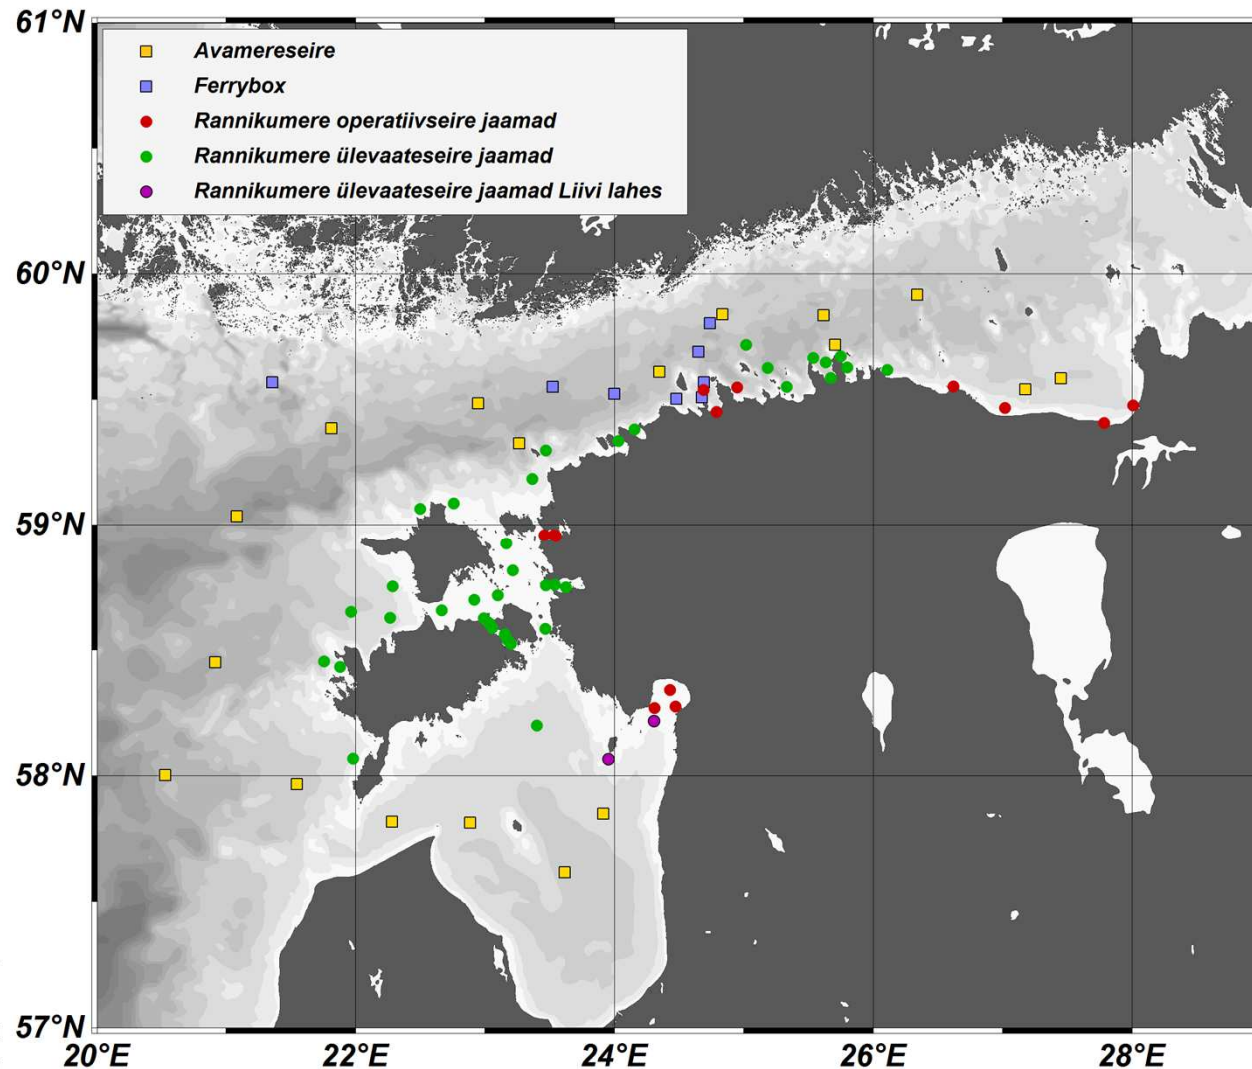 61°N
Avamereseire
Ferrybox
Rannikumere operatiivseire jaamad
Rannikumere ülevaateseire jaamad
Rannikumere ülevaateseire jaamad Liivi lahes
60°N
59°N
58°N
57°N
20°E 22°E 24°E 26°E 28°E